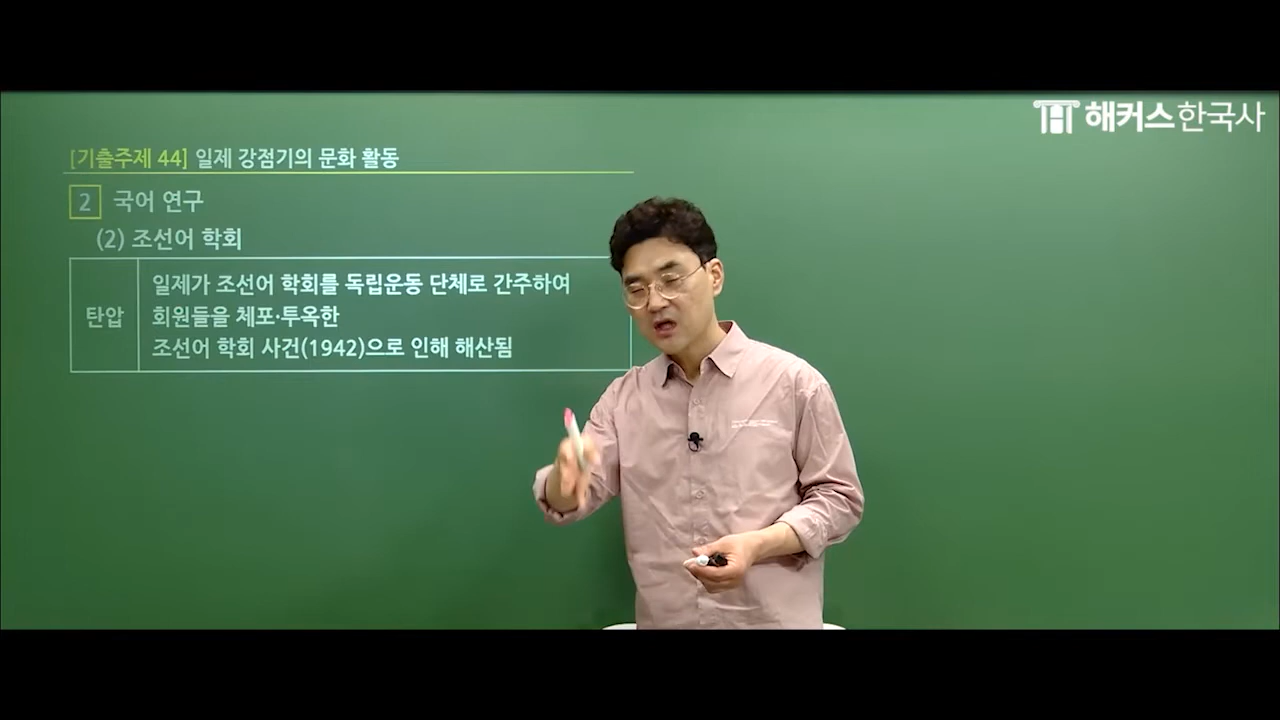 해커스한국사
[기출주제 44] 일제 강점기의 문화 활동
2 국어 연구
(2) 조선어 학회
탄압
일제가 조선어 학회를 독립운동 단체로 간주하여
회원들을 체포·투옥한
조선어 학회 사건(1942)으로 인해 해산됨